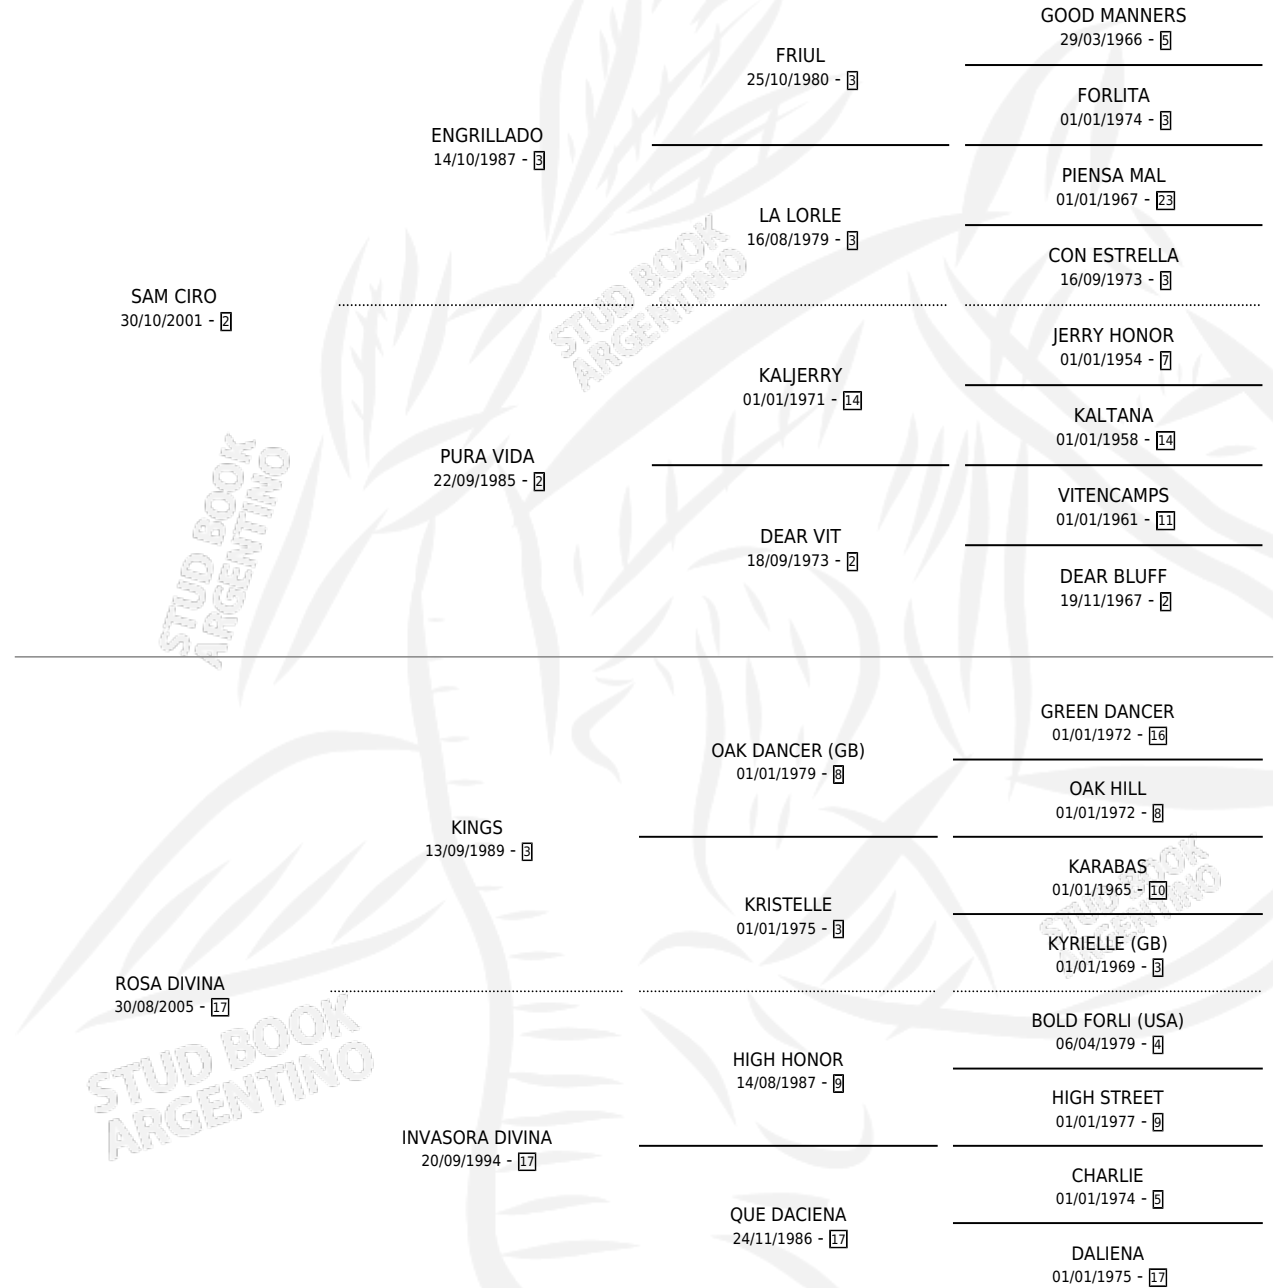 GOOD MANNERS
29/03/1966 - 5
FRIUL
25/10/1980 - 3
FORLITA
01/01/1974 - 3
ENGRILLADO
14/10/1987 - 3
PIENSA MAL
01/01/1967 - 23
LA LORLE
16/08/1979 - 3
CON ESTRELLA
16/09/1973 - 3
SAM CIRO
30/10/2001 - 2
STUD BOOK
ARGENTINO
JERRY HONOR
01/01/1954 - 7
KALJERRY
01/01/1971 - 14
KALTANA
01/01/1958 - 14
PURA VIDA
22/09/1985 - 2
VITENCAMPS
01/01/1961 - 11
DEAR VIT
18/09/1973 - 2
DEAR BLUFF
19/11/1967 - 2
STUD BOOK
ARGENTINO
GREEN DANCER
01/01/1972 - 16
OAK DANCER (GB)
01/01/1979 - 8
OAK HILL
01/01/1972 - 8
KINGS
13/09/1989 - 3
KARABAS
01/01/1965 - 10
KRISTELLE
01/01/1975 - 3
KYRIELLE (GB)
01/01/1969 - 3
STUD BOOK
ARGENTINO
ROSA DIVINA
30/08/2005 - 17
BOLD FORLI (USA)
06/04/1979 - 4
HIGH HONOR
14/08/1987 - 9
HIGH STREET
01/01/1977 - 9
STUD BOOK
ARGENTINO
INVASORA DIVINA
20/09/1994 - 17
CHARLIE
01/01/1974 - 5
QUE DACIENA
24/11/1986 - 17
DALIENA
01/01/1975 - 17